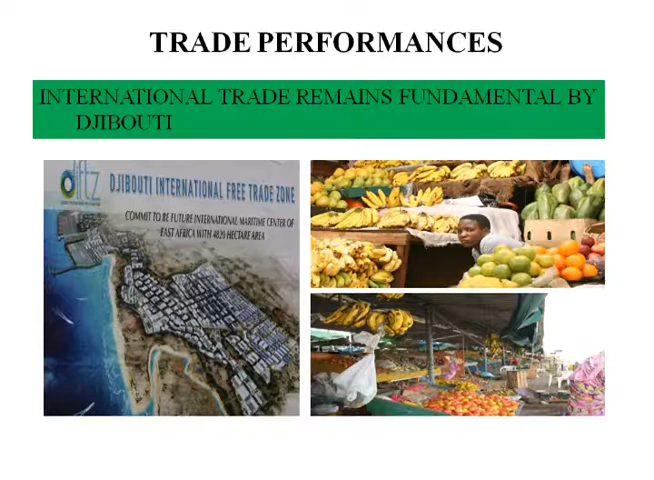 TRADE PERFORMANCES
INTERNATIONAL TRADE REMAINS FUNDAMENTAL BY
DJIBOUTI
diftz
DJIBOUTI INTERNATIONAL FREE TRADE ZONE
COMMIT TO BE FUTURE INTERNATIONAL MARITIME CENTER OF
EAST AFRICA WITH 4820 HECTARE AREA